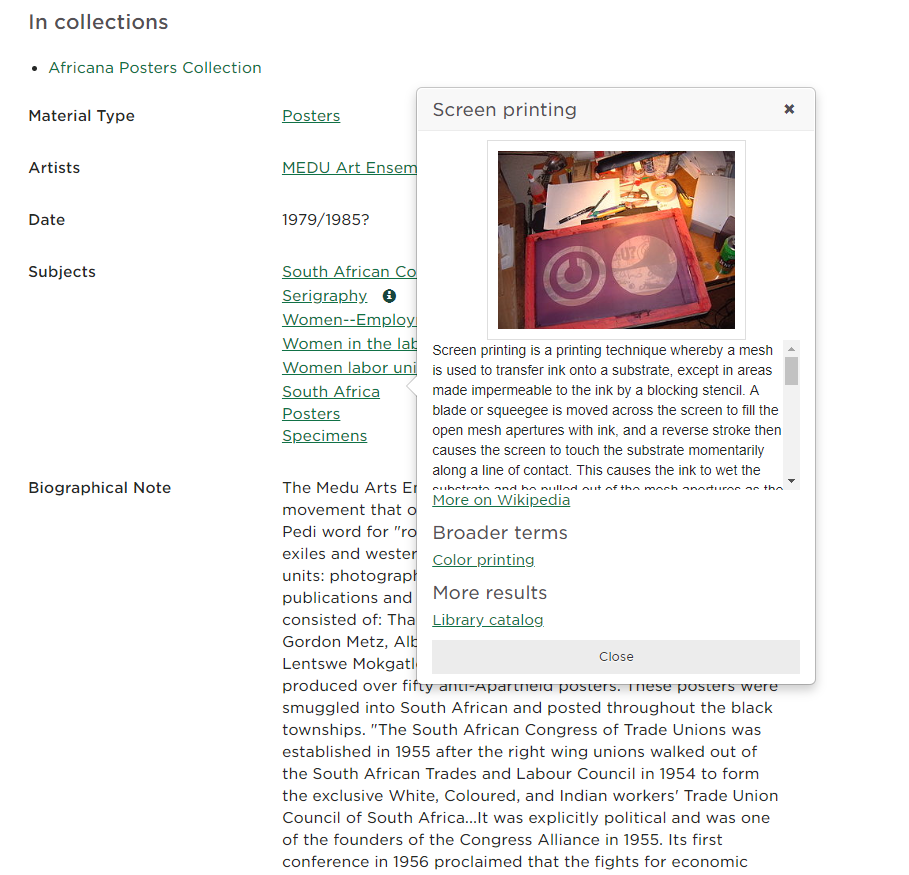 In collections
Africana Posters Collection
Material Type
Posters
Artists
MEDU Art Ensem
Date
1979/1985?
Subjects
South African Co
Serigraphy
Women--Employ
Women in the lab
Women labor uni
South Africa
Posters
Specimens
Screen printing
Screen printing is a printing technique whereby a mesh
is used to transfer ink onto a substrate, except in areas
made impermeable to the ink by a blocking stencil. A
blade or squeegee is moved across the screen to fill the
open mesh apertures with ink, and a reverse stroke then
causes the screen to touch the substrate momentarily
along a line of contact. This causes the ink to wet the
substrate and be pulled out of the mesh apertures as the
More on Wikipedia
Broader terms
Color printing
More results
Library catalog
Close
Biographical Note
The Medu Arts Er
movement that o
Pedi word for "ro
exiles and wester
units: photograph
publications and
consisted of: Tha
Gordon Metz, Alb
Lentswe Mokgatl
produced over fifty anti-Apartheid posters. These posters were
smuggled into South African and posted throughout the black
townships. "The South African Congress of Trade Unions was
established in 1955 after the right wing unions walked out of
the South African Trades and Labour Council in 1954 to form
the exclusive White, Coloured, and Indian workers' Trade Union
Council of South Africa...It was explicitly political and was one
of the founders of the Congress Alliance in 1955. Its first
conference in 1956 proclaimed that the fights for economic